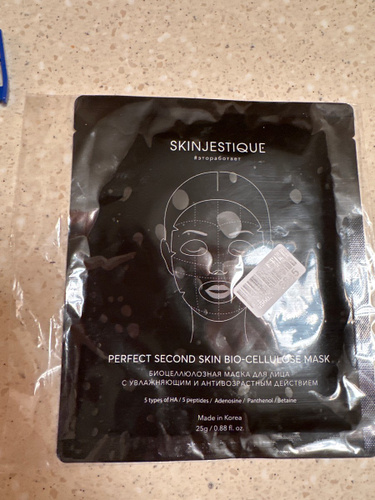 SKINJESTIQUE
#этоработает
PERFECT SECOND SKIN BIO-CELLULOSE MASK
БИОЦЕЛЛЮЛОЗНАЯ МАСКА ДЛЯ ЛИЦА
С УВЛАЖНЯЮЩИМ И АНТИВОЗРАСТНЫМ ДЕЙСТВИЕМ
5 types of HA / 5 peptides / Adenosine / Panthenol / Betaine
Made in Korea
25g / 0.88 fl. oz.